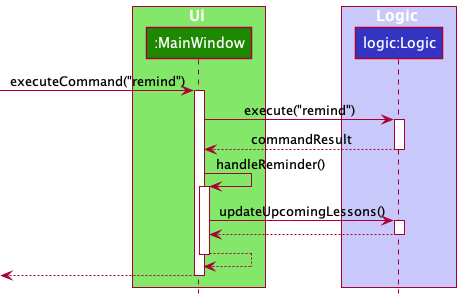 Ui
Logic
:MainWindow
logic:Logic
executeCommand("remind")
execute("remind")
commandResult
handleReminder()
updateUpcomingLessons()